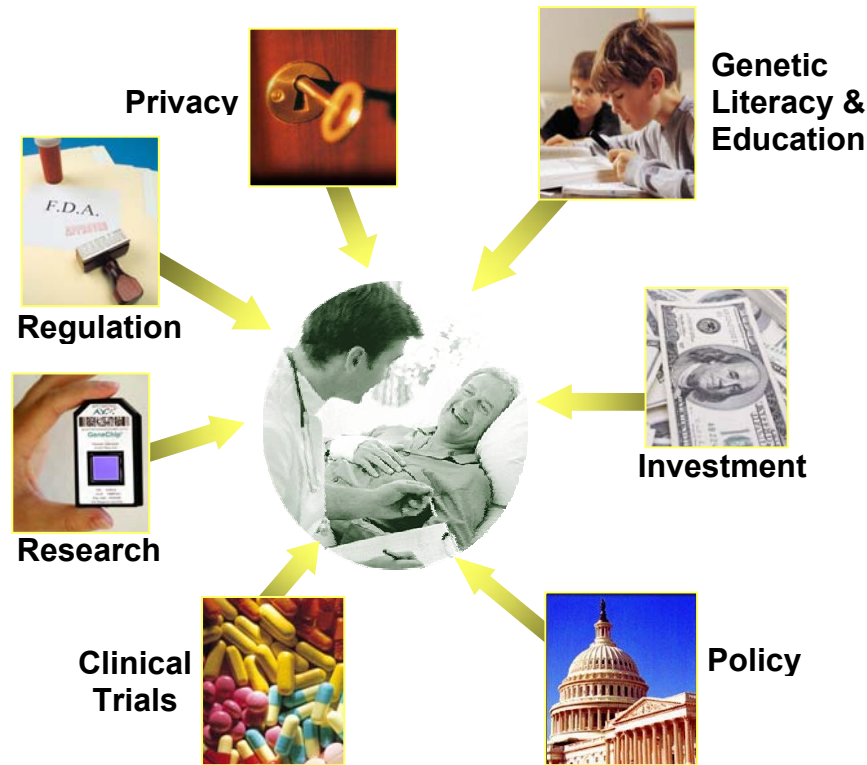 Privacy
Genetic
Literacy &
Education
F.D.A.
Regulation
GeneChip
Research
Investment
Clinical
Trials
Policy